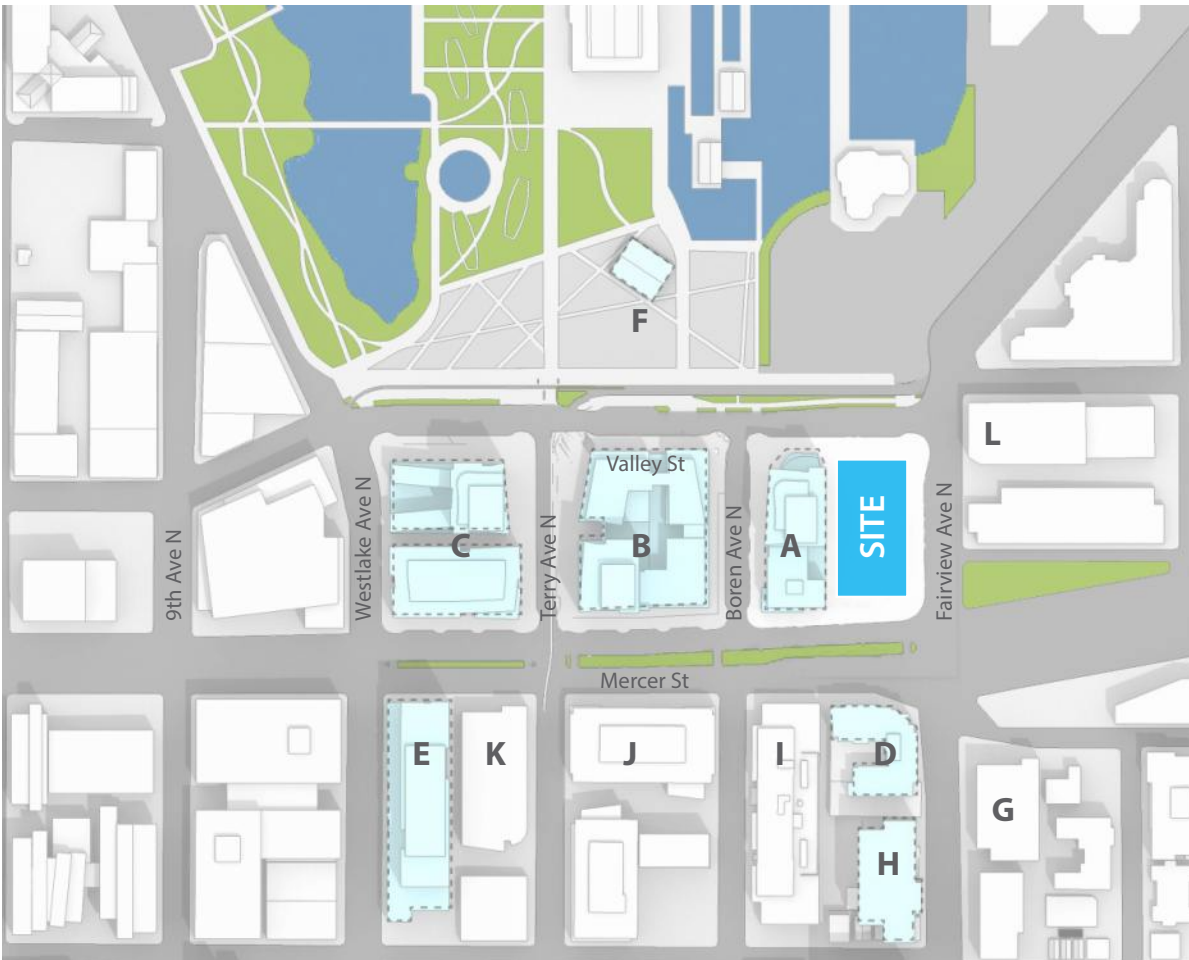 F
L
Valley St
SITE
Westlake Ave N
C
Terry Ave N
B
Boren Ave N
A
Fairview Ave N
9th Ave N
Mercer St
E
K
J
I
D
G
H